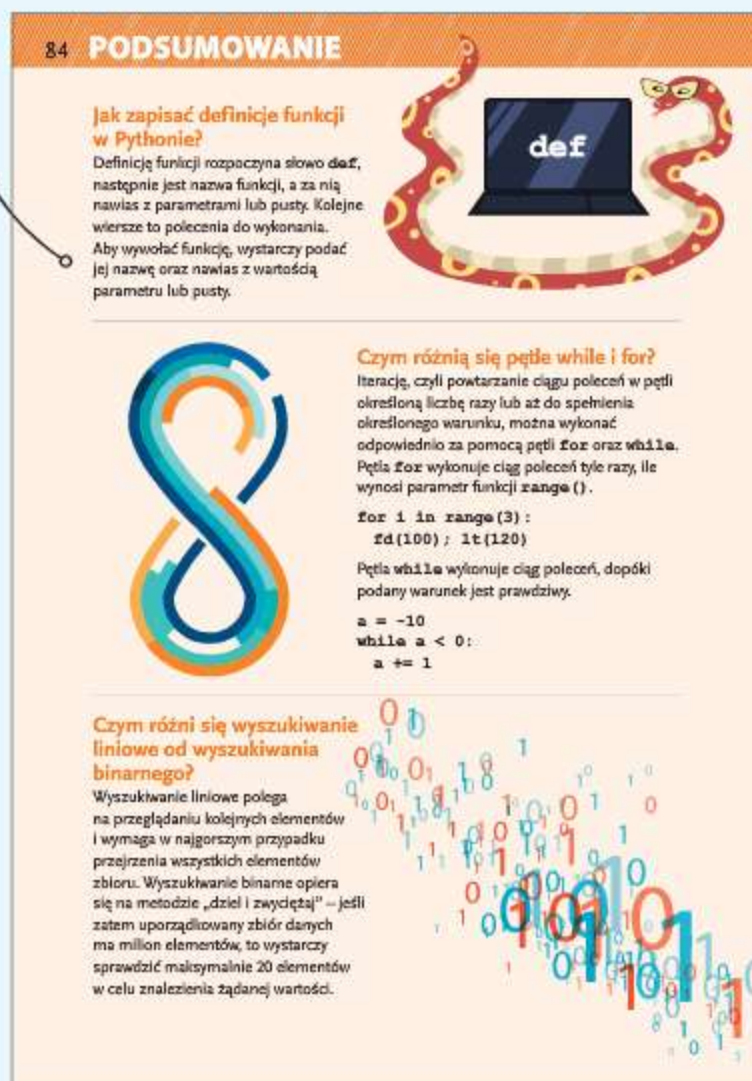 84 PODSUMOWANIE
Jak zapisać definicje funkcji
w Pythonie?
Definicję funkcji rozpoczyna słowo def,
następnie jest nazwa funkcji, a za nią
nawias z parametrami lub pusty. Kolejne
wiersze to polecenia do wykonania.
Aby wywołać funkcję, wystarczy podać
jej nazwę oraz nawias z wartością
parametru lub pusty.
def
Czym różnią się pętle while i for?
Iterację, czyli powtarzanie ciągu poleceń w pętli
określoną liczbę razy lub aż do spełnienia
określonego warunku, można wykonać
odpowiednio za pomocą pętli for oraz while.
Pętla for wykonuje ciąg poleceń tyle razy, ile
wynosi parametr funkcji range().
for i in range(3):
fd(100); lt(120)
Pętla while wykonuje ciąg poleceń, dopóki
podany warunek jest prawdziwy.
a = -10
while a < 0:
a += 1
Czym różni się wyszukiwanie
liniowe od wyszukiwania
binarnego?
Wyszukiwanie liniowe polega
na przeglądaniu kolejnych elementów
i wymaga w najgorszym przypadku
przejrzenia wszystkich elementów
zbioru. Wyszukiwanie binarne opiera
się na metodzie „dziel i zwyciężaj” – jeśli
zatem uporządkowany zbiór danych
ma milion elementów, to wystarczy
sprawdzić maksymalnie 20 elementów
w celu znalezienia żądanej wartości.